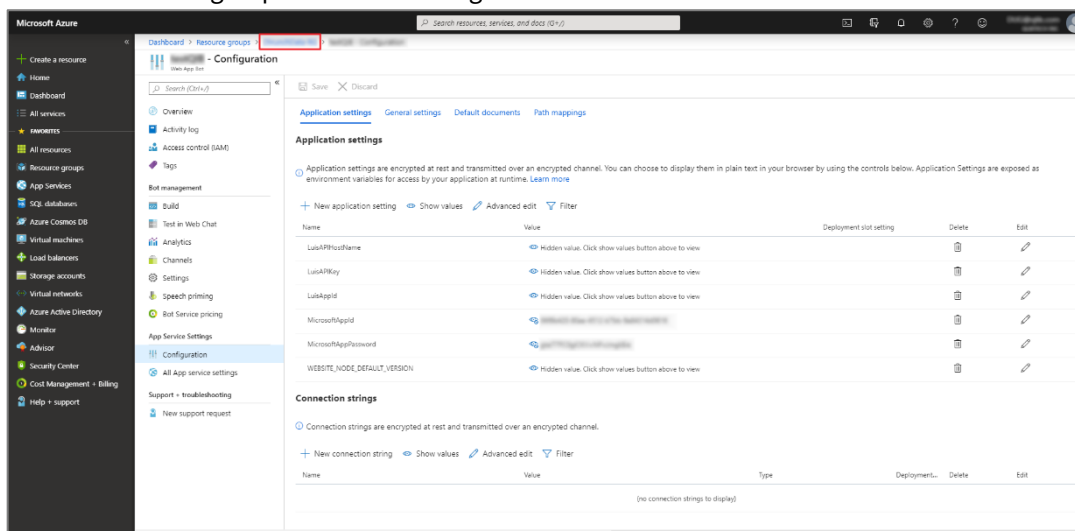 Microsoft Azure
Search resources, services, and docs (G+/)
Dashboard > Resource groups >
- Configuration
Web App Bot
Create a resource
Home
Dashboard
All services
FAVORITES
All resources
Resource groups
App Services
SQL databases
Azure Cosmos DB
Virtual machines
Load balancers
Storage accounts
Virtual networks
Azure Active Directory
Monitor
Advisor
Security Center
Cost Management + Billing
Help + support
Search (Ctrl+/)
Overview
Activity log
Access control (IAM)
Tags
Bot management
Build
Test in Web Chat
Analytics
Channels
Settings
Speech priming
Bot Service pricing
App Service Settings
Configuration
All App service settings
Support + troubleshooting
New support request
Save Discard
Application settings General settings Default documents Path mappings
Application settings
Application settings are encrypted at rest and transmitted over an encrypted channel. You can choose to display them in plain text in your browser by using the controls below. Application Settings are exposed as
environment variables for access by your application at runtime. Learn more
New application setting Show values Advanced edit Filter
Name Value Deployment slot setting Delete Edit
LuisAPIHostName Hidden value. Click show values button above to view
LuisAPIKey Hidden value. Click show values button above to view
LuisAppId Hidden value. Click show values button above to view
MicrosoftAppId
MicrosoftAppPassword
WEBSITE_NODE_DEFAULT_VERSION Hidden value. Click show values button above to view
Connection strings
Connection strings are encrypted at rest and transmitted over an encrypted channel.
New connection string Show values Advanced edit Filter
Name Value Type Deployment... Delete Edit
(no connection strings to display)